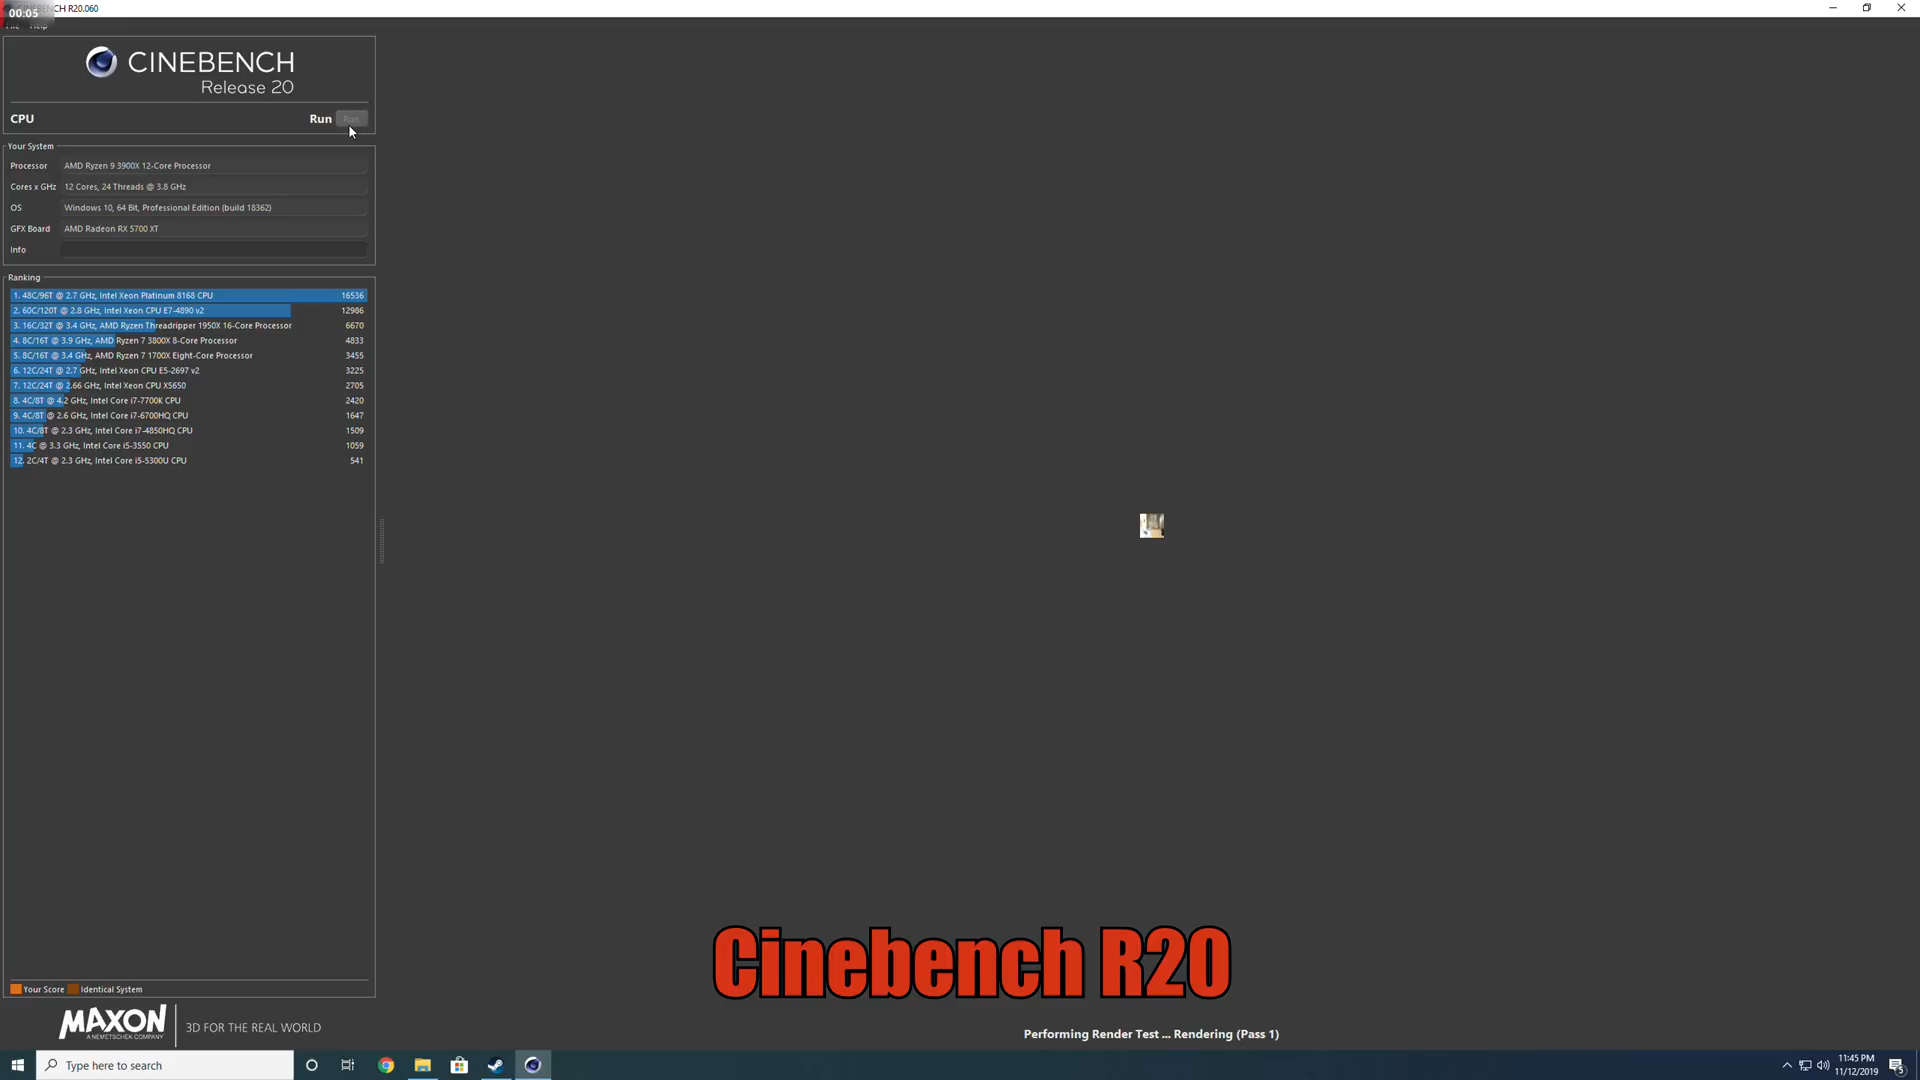 00:05
CINEBENCH R20.060
File Help
CINEBENCH
Release 20
CPU Run Run
Your System
Processor AMD Ryzen 9 3900X 12-Core Processor
Cores x GHz 12 Cores, 24 Threads @ 3.8 GHz
OS Windows 10, 64 Bit, Professional Edition (build 18362)
GFX Board AMD Radeon RX 5700 XT
Info
Ranking
1. 48C/96T @ 2.7 GHz, Intel Xeon Platinum 8168 CPU 16536
2. 60C/120T @ 2.8 GHz, Intel Xeon CPU E7-4890 v2 12986
3. 16C/32T @ 3.4 GHz, AMD Ryzen Threadripper 1950X 16-Core Processor 6670
4. 8C/16T @ 3.9 GHz, AMD Ryzen 7 3800X 8-Core Processor 4833
5. 8C/16T @ 3.4 GHz, AMD Ryzen 7 1700X Eight-Core Processor 3455
6. 12C/24T @ 2.7 GHz, Intel Xeon CPU E5-2697 v2 3225
7. 12C/24T @ 2.66 GHz, Intel Xeon CPU X5650 2705
8. 4C/8T @ 4.2 GHz, Intel Core i7-7700K CPU 2420
9. 4C/8T @ 2.6 GHz, Intel Core i7-6700HQ CPU 1647
10. 4C/8T @ 2.3 GHz, Intel Core i7-4850HQ CPU 1509
11. 4C @ 3.3 GHz, Intel Core i5-3550 CPU 1059
12. 2C/4T @ 2.3 GHz, Intel Core i5-5300U CPU 541
Cinebench R20
Your Score Identical System
MAXON
A NEMETSCHEK COMPANY
3D FOR THE REAL WORLD
Performing Render Test ... Rendering (Pass 1)
Type here to search
11:45 PM
11/12/2019
5